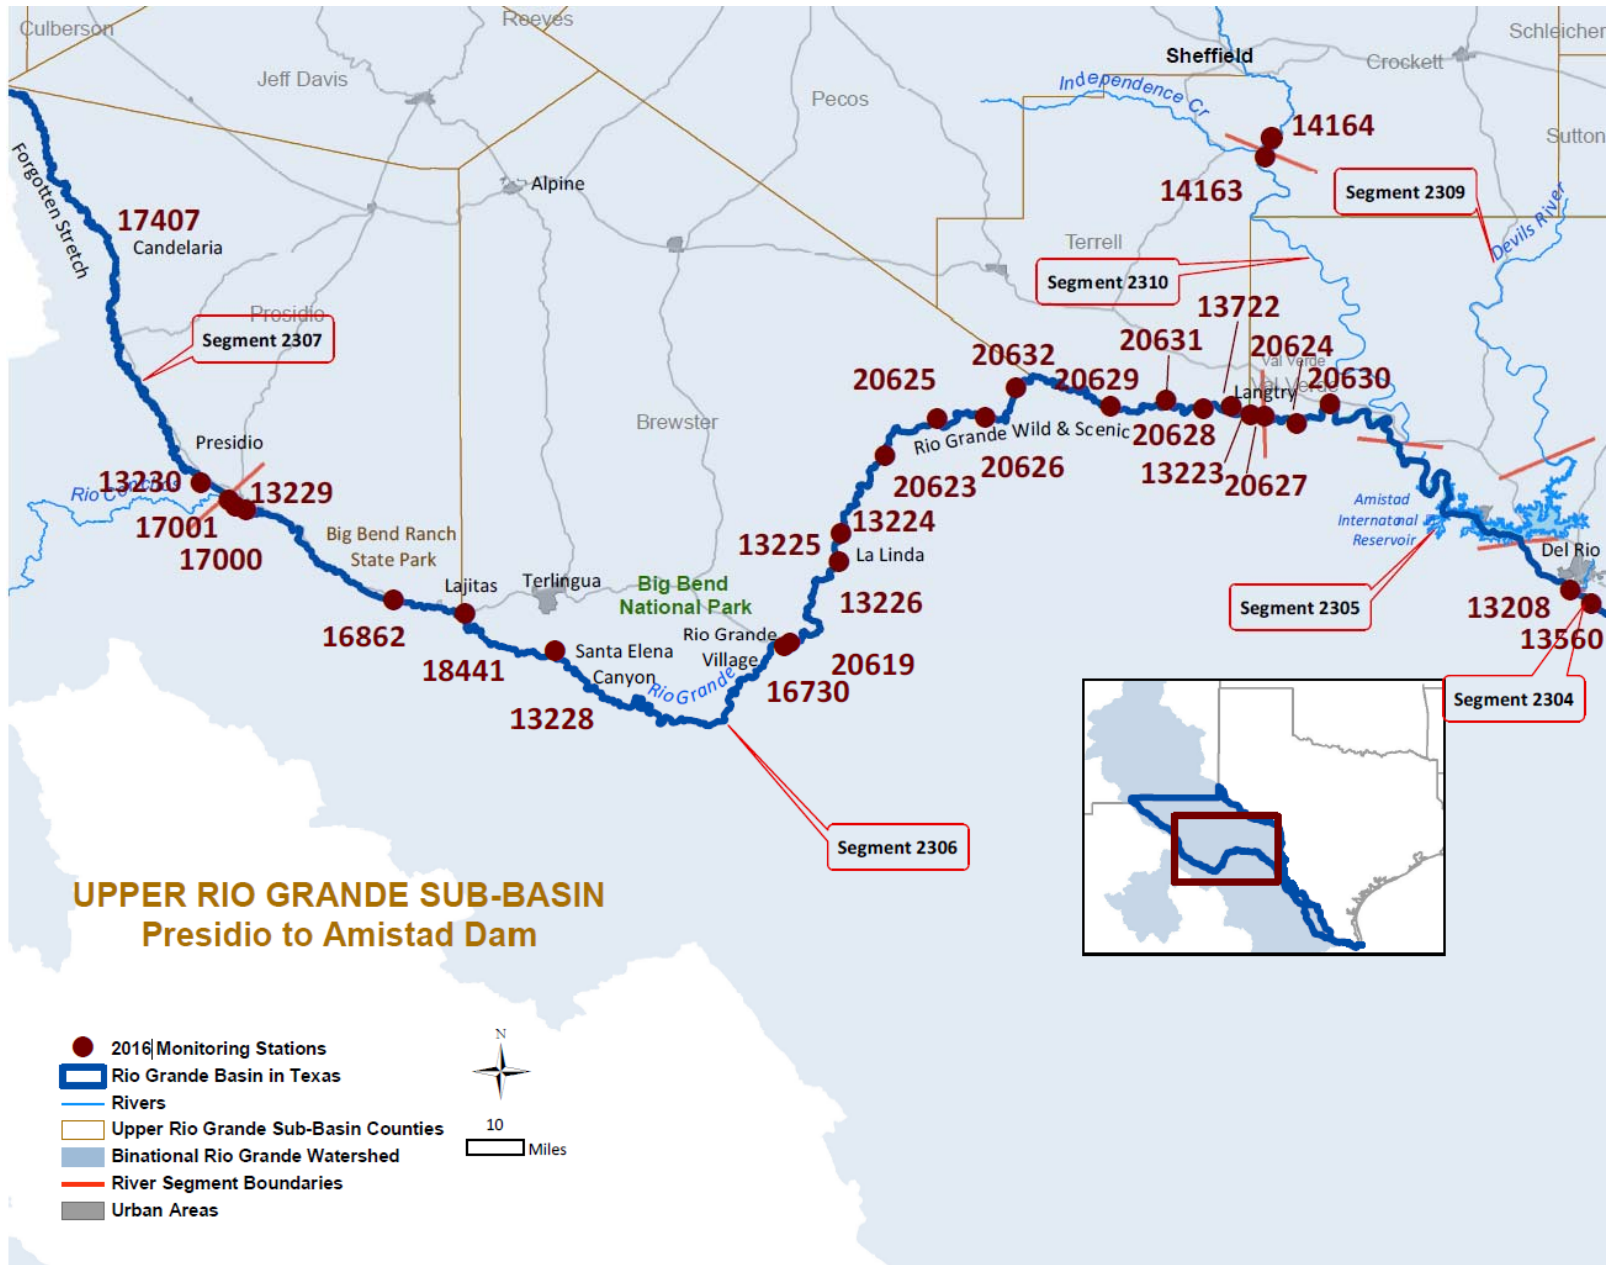 Culberson
Reeves
Schleicher
Sheffield
Crockett
Jeff Davis
Independence Cr
Pecos
14164
Sutton
Forgotten Stretch
Alpine
14163
Segment 2309
17407
Candelaria
Devils River
Terrell
Segment 2310
Presidio
Segment 2307
13722
20631
20624
20632
Val Verde
20625
20629
Val Verde
20630
Langtry
Brewster
Rio Grande Wild & Scenic
20628
Presidio
20626
13223
20627
13230
Rio Conchos
13229
20623
Amistad
International
Reservoir
17001
17000
Big Bend Ranch
State Park
13224
13225
La Linda
Del Rio
Lajitas
Terlingua
Big Bend
National Park
13226
Segment 2305
13208
16862
18441
Santa Elena
Canyon
Rio Grande
Village
20619
13560
13228
Rio Grande
16730
Segment 2304
Segment 2306
UPPER RIO GRANDE SUB-BASIN
Presidio to Amistad Dam
2016 Monitoring Stations
Rio Grande Basin in Texas
Rivers
Upper Rio Grande Sub-Basin Counties
Binational Rio Grande Watershed
River Segment Boundaries
Urban Areas
N
10
Miles